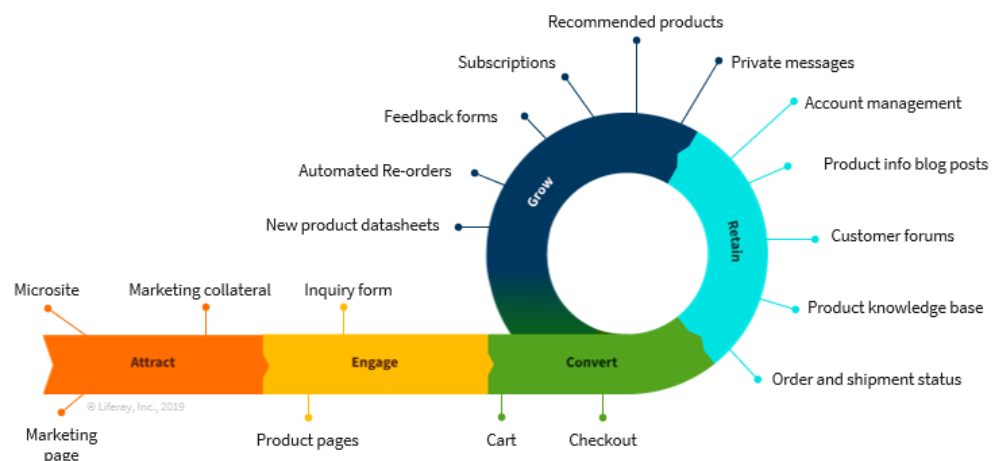 Recommended products
Subscriptions
Private messages
Account management
Feedback forms
Product info blog posts
Automated Re-orders
Grow
New product datasheets
Retain
Customer forums
Microsite
Marketing collateral
Inquiry form
Product knowledge base
Attract
Engage
Convert
Order and shipment status
© Liferay, Inc., 2019
Marketing
page
Product pages
Cart
Checkout